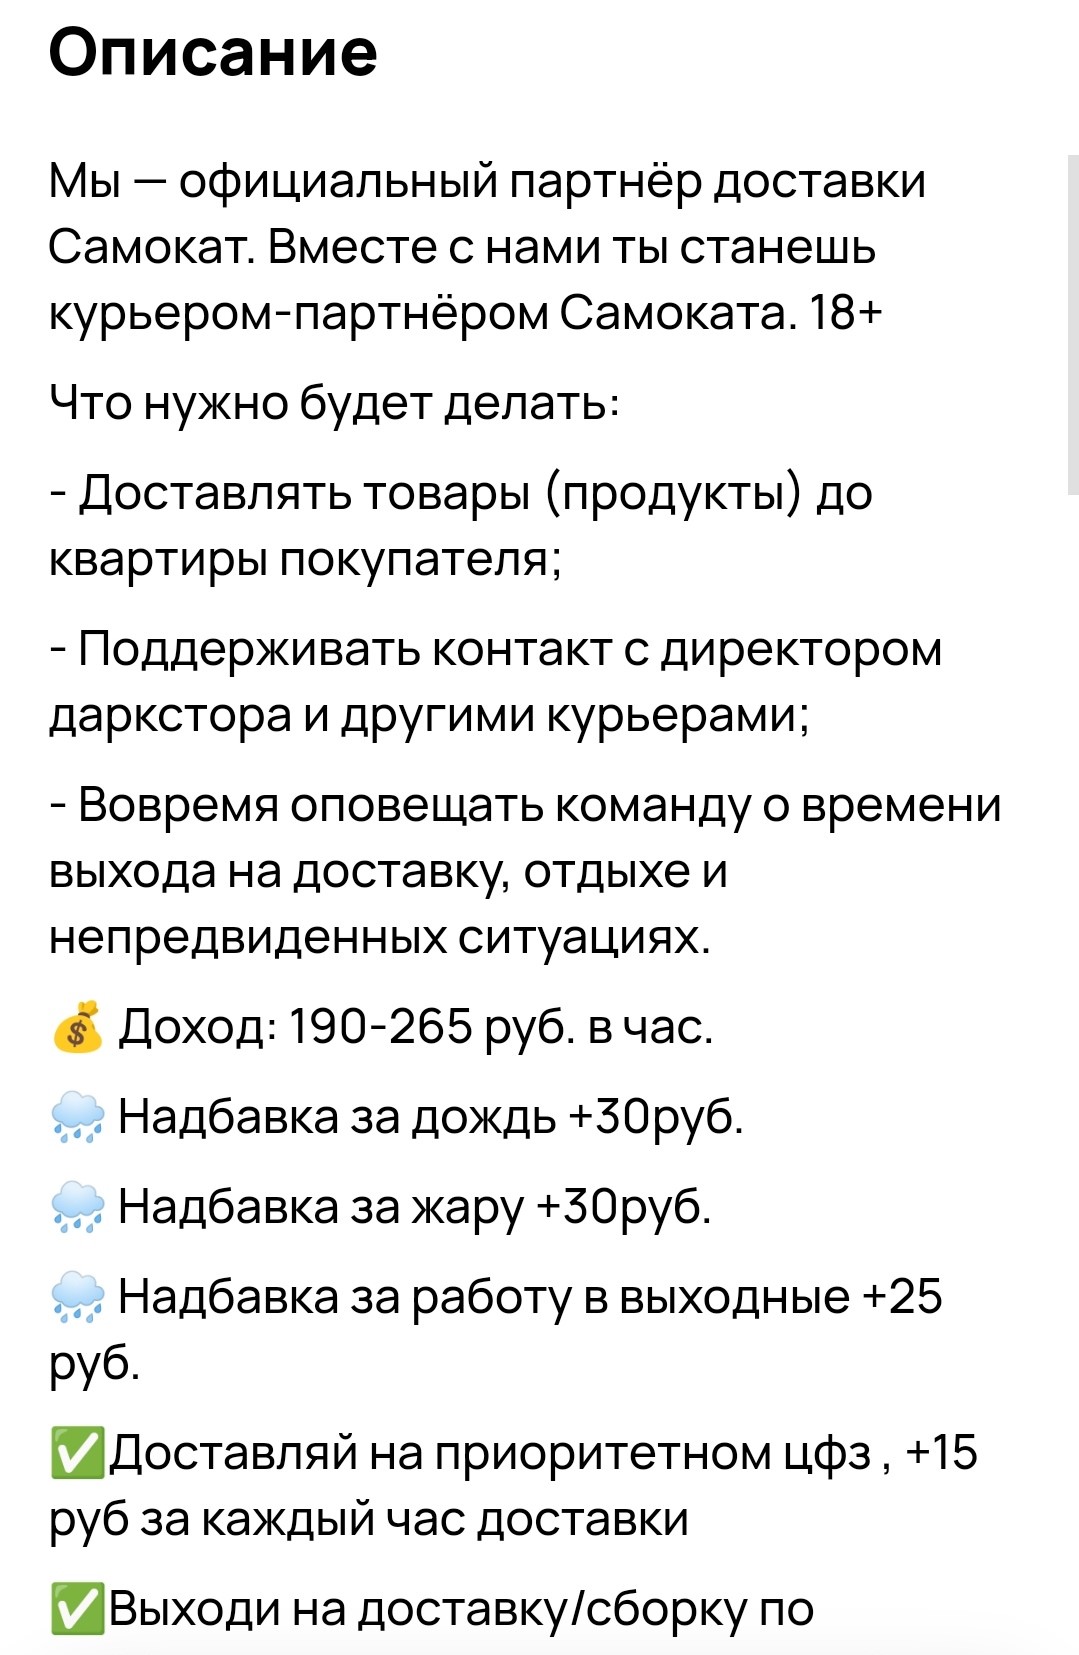 Описание
Мы — официальный партнёр доставки
Самокат. Вместе с нами ты станешь
курьером-партнёром Самоката. 18+
Что нужно будет делать:
- Доставлять товары (продукты) до
квартиры покупателя;
- Поддерживать контакт с директором
даркстора и другими курьерами;
- Вовремя оповещать команду о времени
выхода на доставку, отдыхе и
непредвиденных ситуациях.
💰 Доход: 190-265 руб. в час.
🌧️ Надбавка за дождь +30руб.
🌧️ Надбавка за жару +30руб.
🌧️ Надбавка за работу в выходные +25
руб.
✅Доставляй на приоритетном цфз , +15
руб за каждый час доставки
✅Выходи на доставку/сборку по